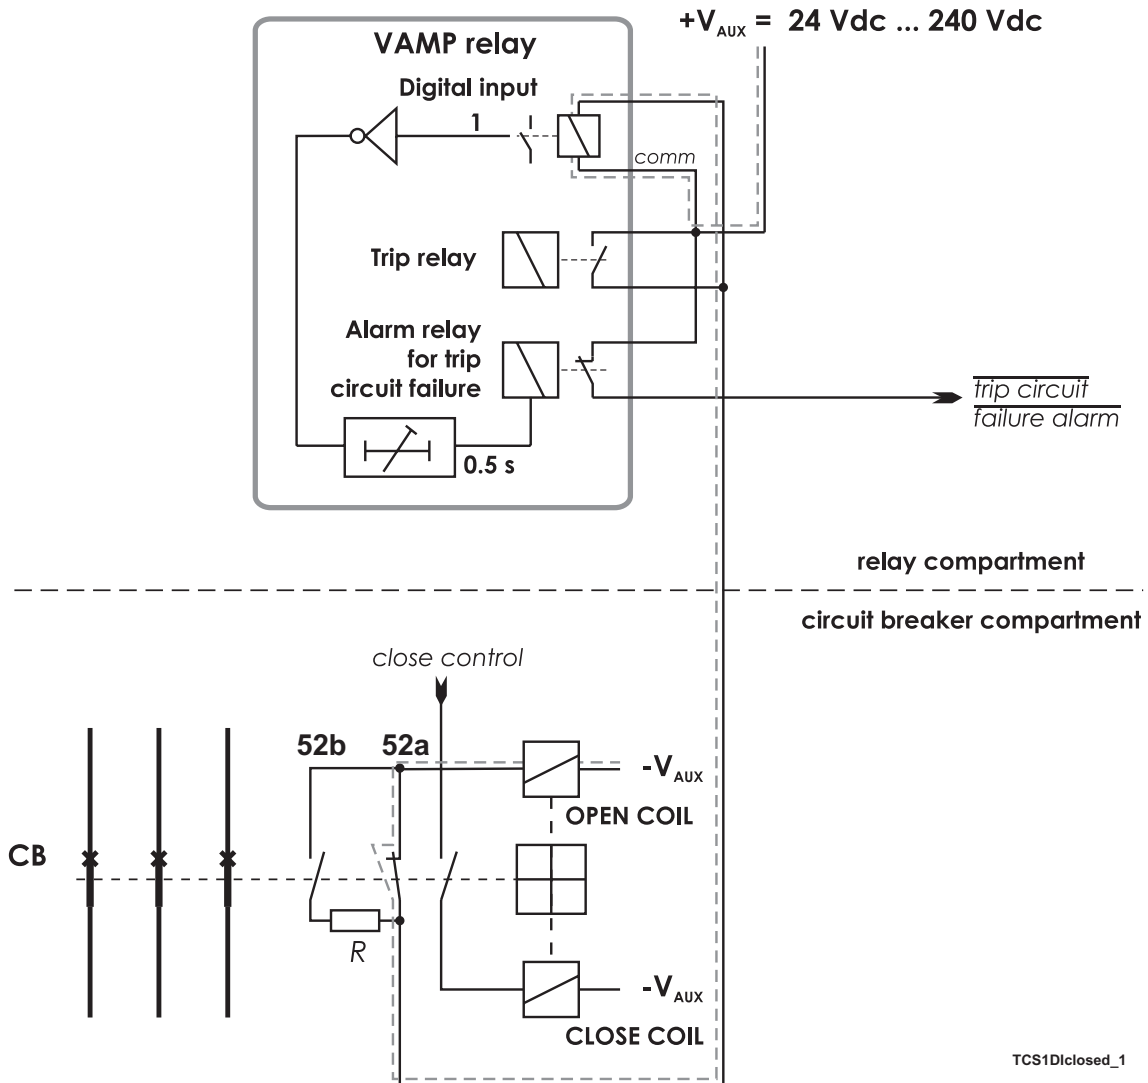 VAMP relay
+VAUX = 24 Vdc ... 240 Vdc
Digital input
1
comm
Trip relay
Alarm relay
for trip
circuit failure
0.5 s
trip circuit
failure alarm
relay compartment
circuit breaker compartment
close control
52b 52a
-VAUX
OPEN COIL
CB
R
-VAUX
CLOSE COIL
TCS1DIclosed_1